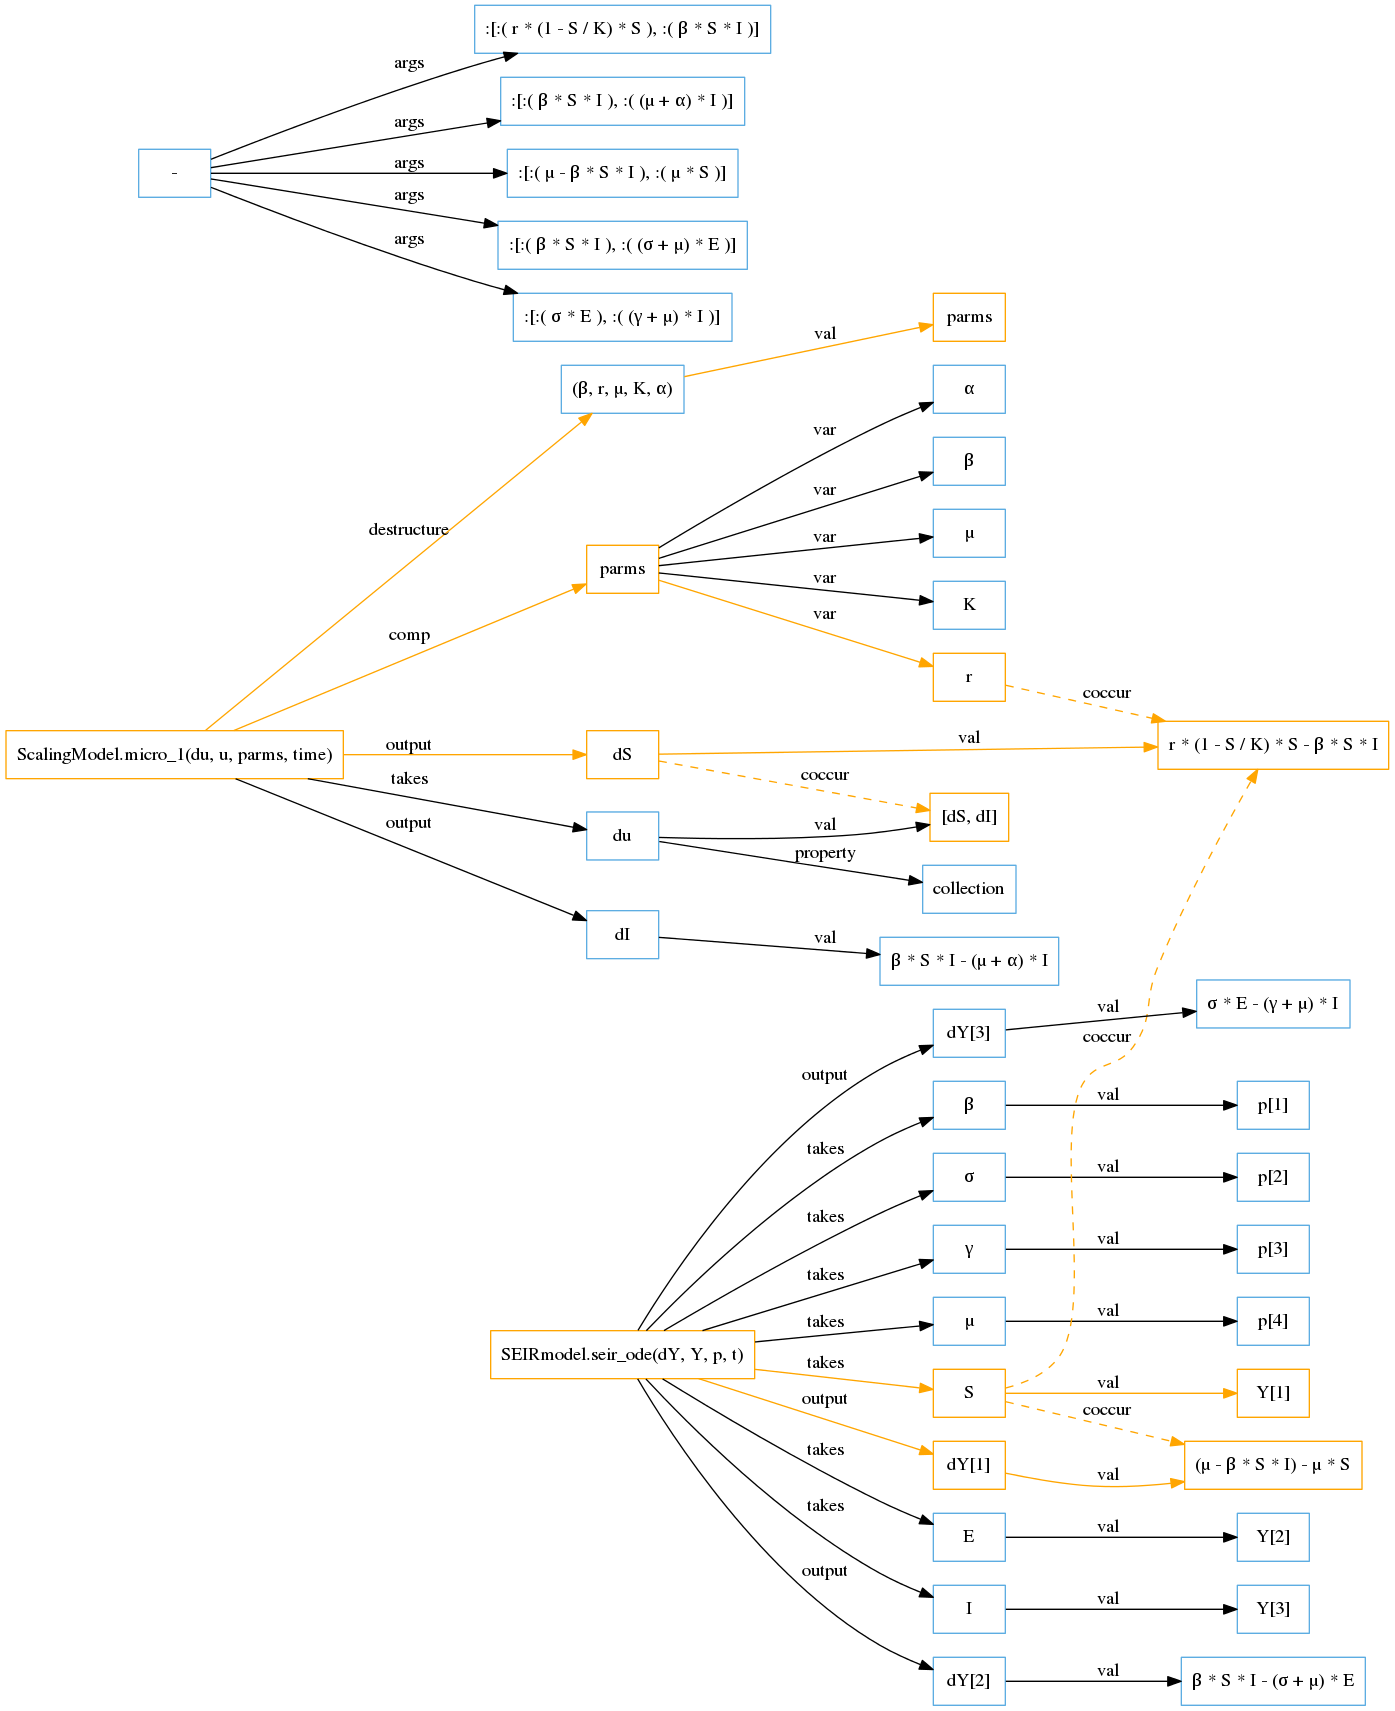 :[:( r * (1 - S / K) * S ), :( β * S * I )]
args
:[:( β * S * I ), :( (μ + α) * I )]
args
-
args
:[:( μ - β * S * I ), :( μ * S )]
args
:[:( β * S * I ), :( (σ + μ) * E )]
args
:[:( σ * E ), :( (γ + μ) * I )]
parms
val
(β, r, μ, K, α)
α
var
β
var
destructure
μ
var
parms
var
K
var
comp
r
coccur
ScalingModel.micro_1(du, u, parms, time)
output
dS
val
r * (1 - S / K) * S - β * S * I
takes
coccur
[dS, dI]
output
du
val
property
collection
dI
val
β * S * I - (μ + α) * I
σ * E - (γ + μ) * I
val
dY[3]
coccur
output
β
val
p[1]
takes
σ
val
p[2]
takes
γ
val
p[3]
takes
μ
val
p[4]
takes
SEIRmodel.seir_ode(dY, Y, p, t)
takes
S
val
Y[1]
output
coccur
dY[1]
val
(μ - β * S * I) - μ * S
takes
E
val
Y[2]
takes
I
val
Y[3]
output
dY[2]
val
β * S * I - (σ + μ) * E